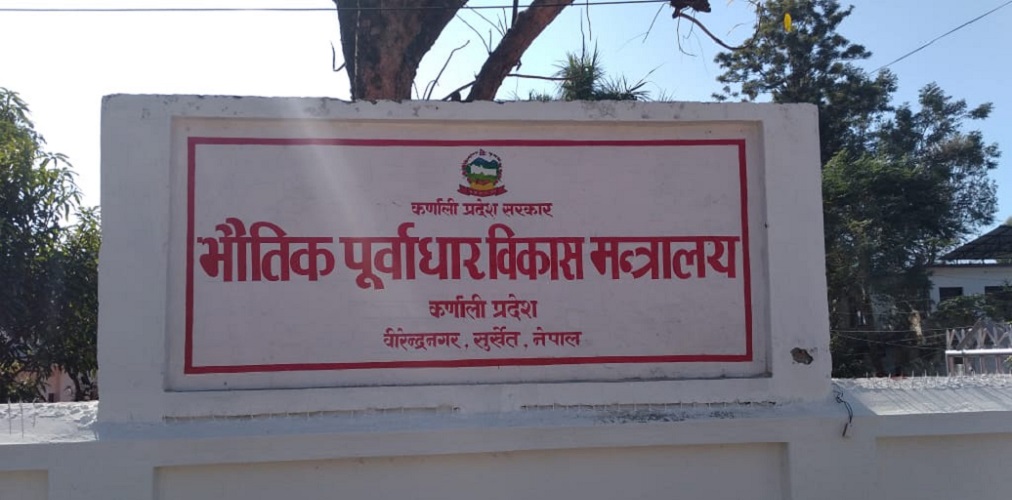 कर्णाली प्रदेश सरकार
भौतिक पूर्वाधार विकास मन्त्रालय
कर्णाली प्रदेश
वीरेन्द्रनगर, सुर्खेत, नेपाल